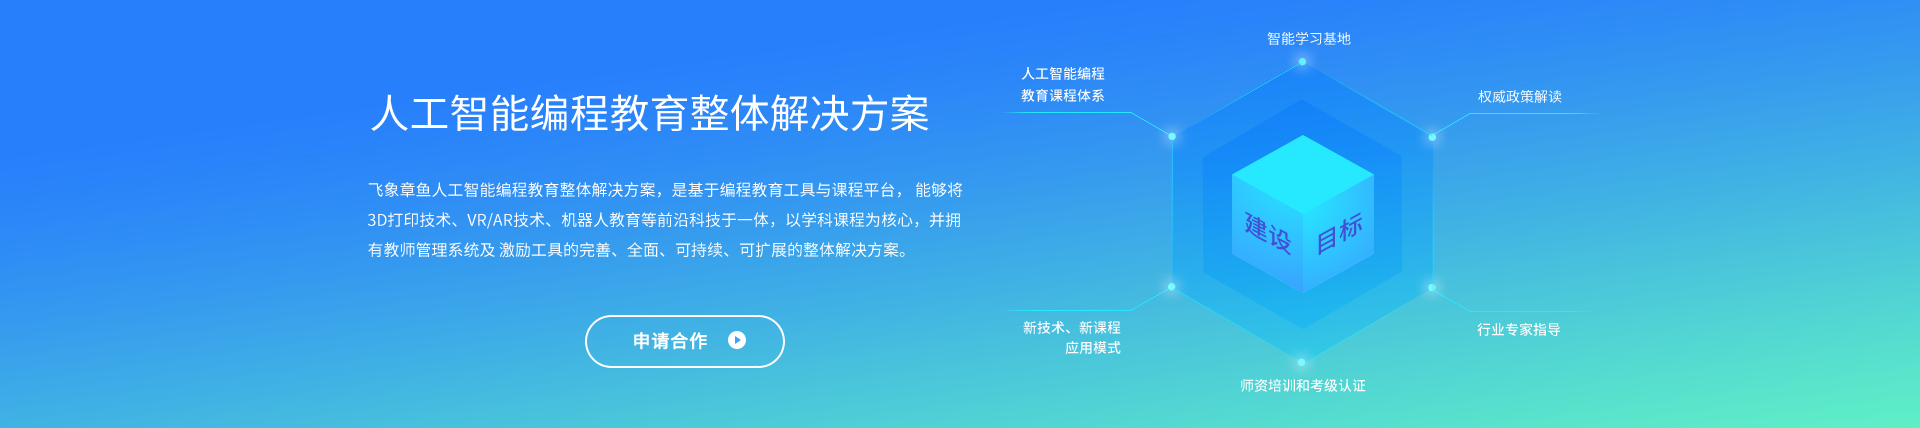 人工智能编程教育整体解决方案
飞象章鱼人工智能编程教育整体解决方案，是基于编程教育工具与课程平台， 能够将
3D打印技术、VR/AR技术、机器人教育等前沿科技于一体，以学科课程为核心，并拥
有教师管理系统及 激励工具的完善、全面、可持续、可扩展的整体解决方案。
申请合作
智能学习基地
人工智能编程
教育课程体系
权威政策解读
建设
目标
新技术、新课程
应用模式
行业专家指导
师资培训和考级认证